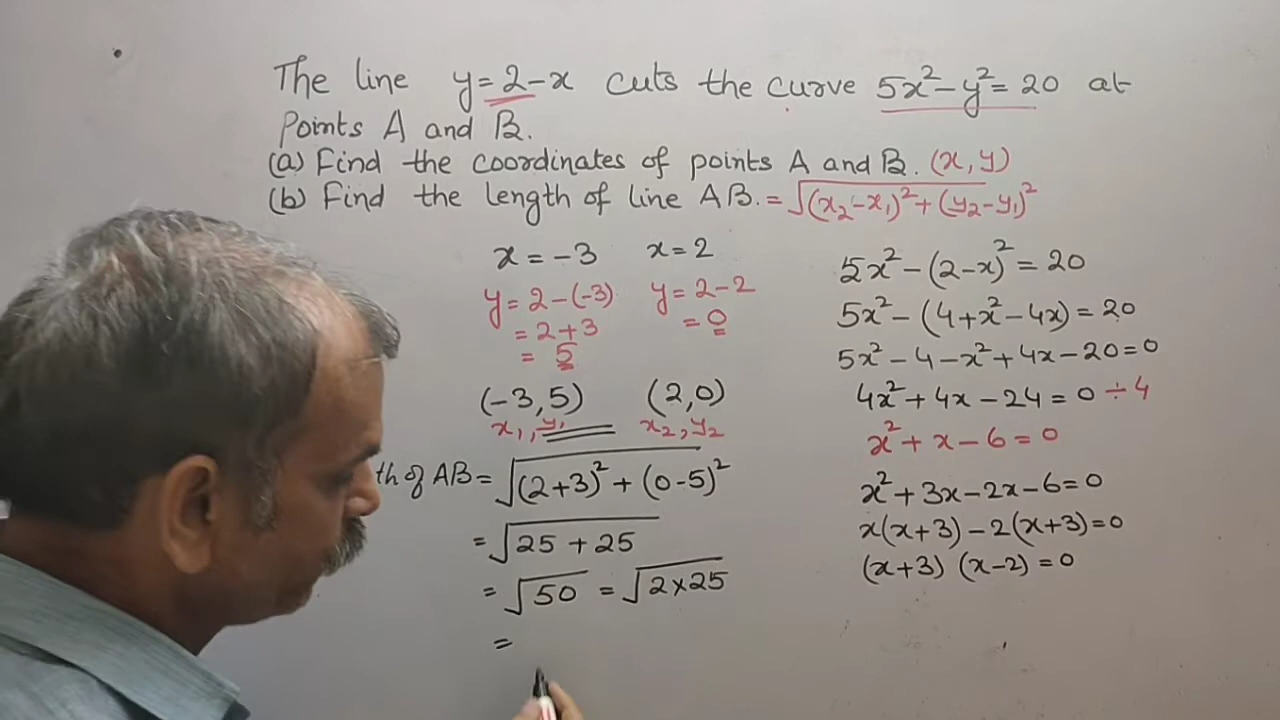 The line y=2-x cuts the curve 5x²-y²=20 at
points A and B.
(a) Find the coordinates of points A and B. (x, y)
(b) Find the length of line AB. = √(x₂-x₁)²+(y₂-y₁)²
x = -3 x = 2
y = 2-(-3) y = 2-2
= 2+3 = 0
= 5
(-3,5) (2,0)
x₁, y₁ x₂, y₂
th of AB = √(2+3)² + (0-5)²
= √25 + 25
= √50 = √2×25
=
5x² - (2-x)² = 20
5x² - (4+x²-4x) = 20
5x² - 4 - x² + 4x - 20 = 0
4x² + 4x - 24 = 0 ÷ 4
x² + x - 6 = 0
x² + 3x - 2x - 6 = 0
x(x+3) - 2(x+3) = 0
(x+3) (x-2) = 0